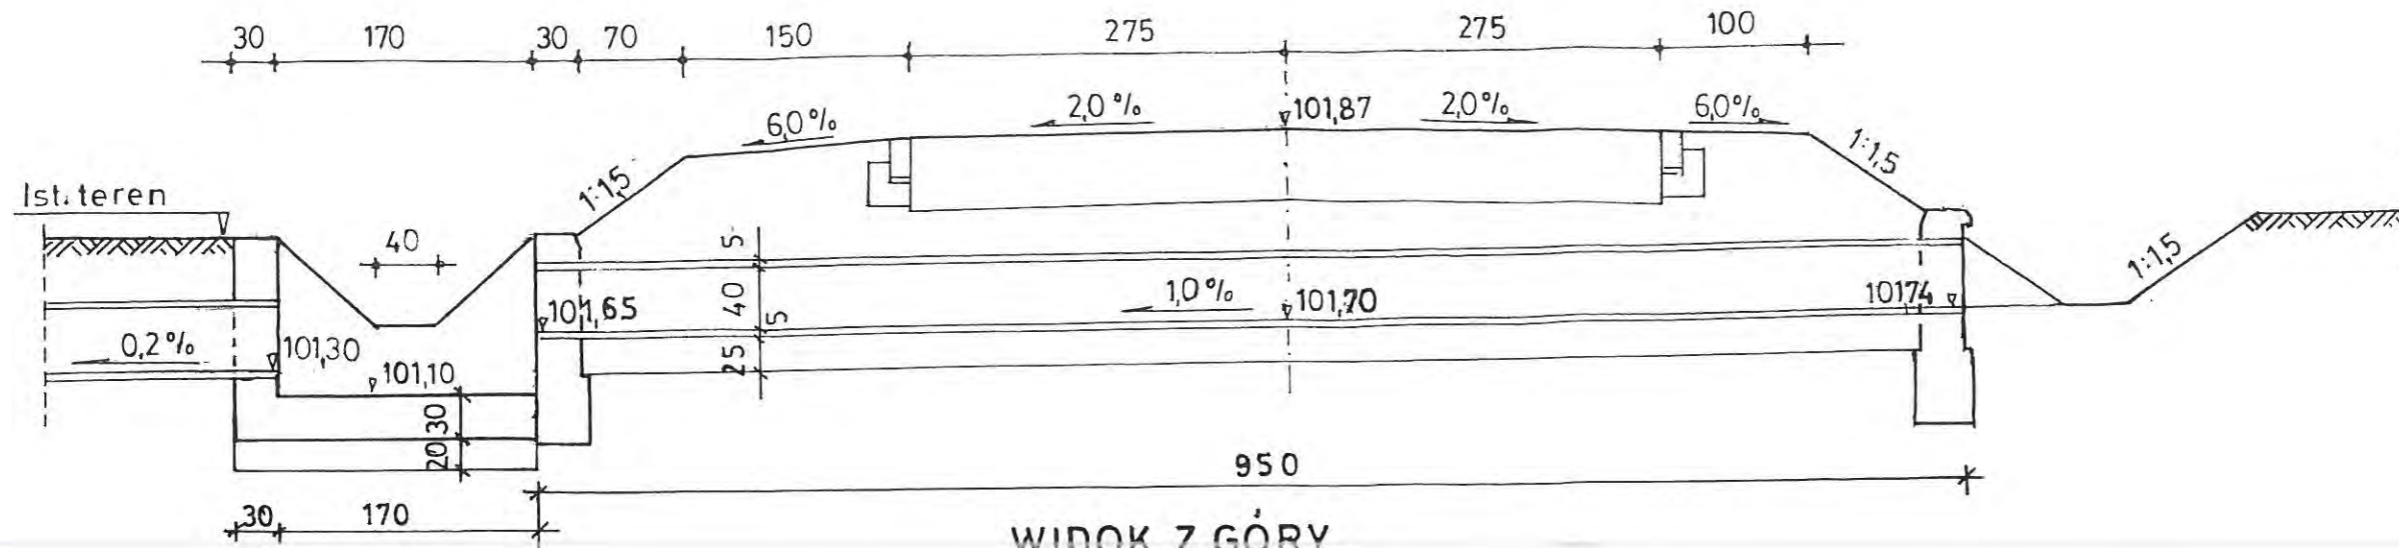 30 170 30 70 150 275 275 100
6,0% 2,0% 101,87 2,0% 6,0%
1:1,5 1:1,5
Ist. teren
40 5 1:1,5
101,65 40 5 1,0% 101,70 101,74
0,2% 101,30 101,10 25
30
20
950
30 170
WIDOK Z GÓRY